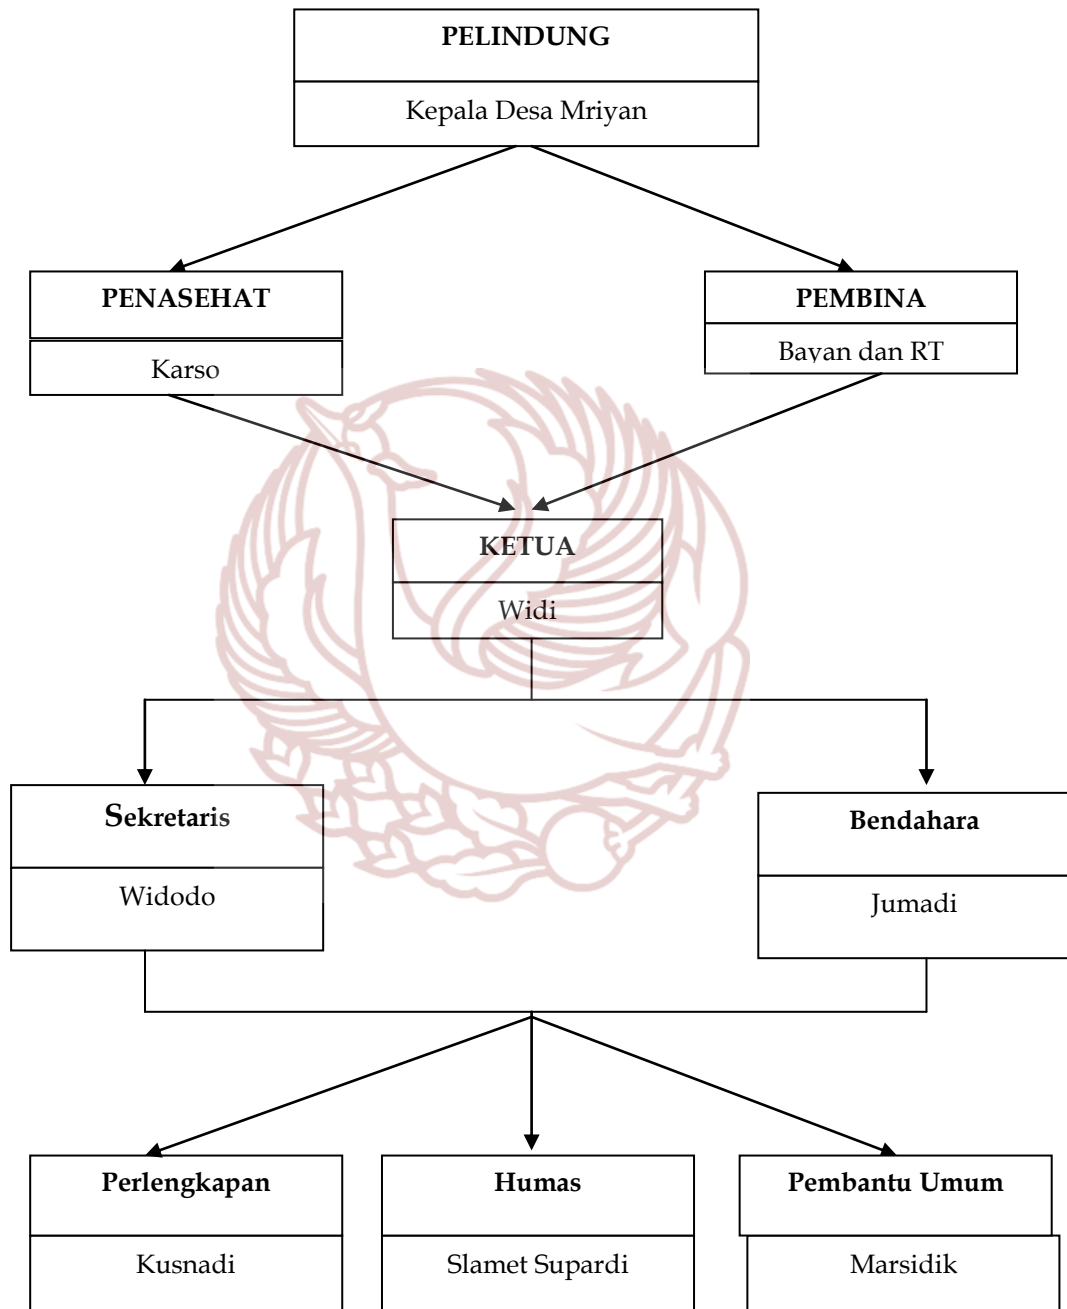 PELINDUNG
Kepala Desa Mriyan
PENASEHAT
Karso
PEMBINA
Bayan dan RT
KETUA
Widi
Sekretaris
Widodo
Bendahara
Jumadi
Perlengkapan
Kusnadi
Humas
Slamet Supardi
Pembantu Umum
Marsidik